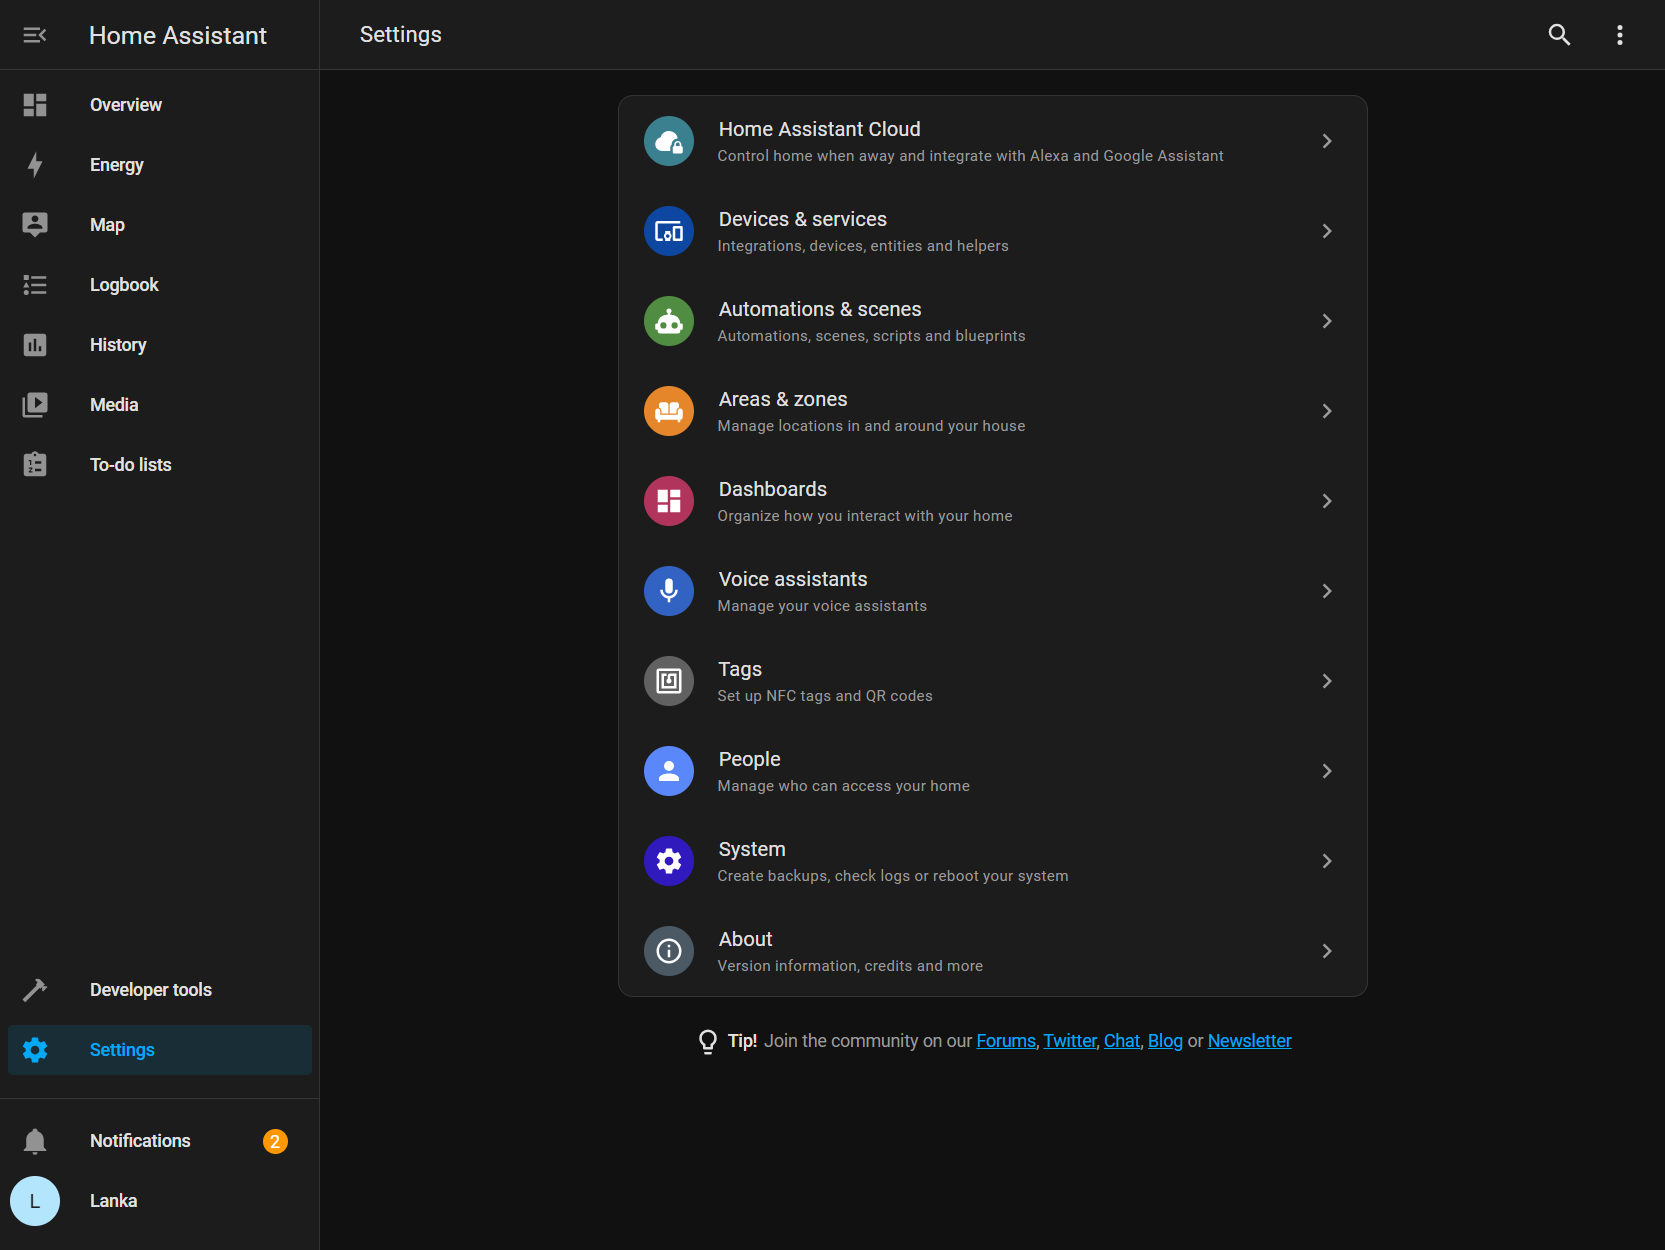 Home Assistant
Overview
Energy
Map
Logbook
History
Media
To-do lists
Developer tools
Settings
Notifications 2
L Lanka
Settings
Home Assistant Cloud
Control home when away and integrate with Alexa and Google Assistant
Devices & services
Integrations, devices, entities and helpers
Automations & scenes
Automations, scenes, scripts and blueprints
Areas & zones
Manage locations in and around your house
Dashboards
Organize how you interact with your home
Voice assistants
Manage your voice assistants
Tags
Set up NFC tags and QR codes
People
Manage who can access your home
System
Create backups, check logs or reboot your system
About
Version information, credits and more
Tip! Join the community on our Forums, Twitter, Chat, Blog or Newsletter